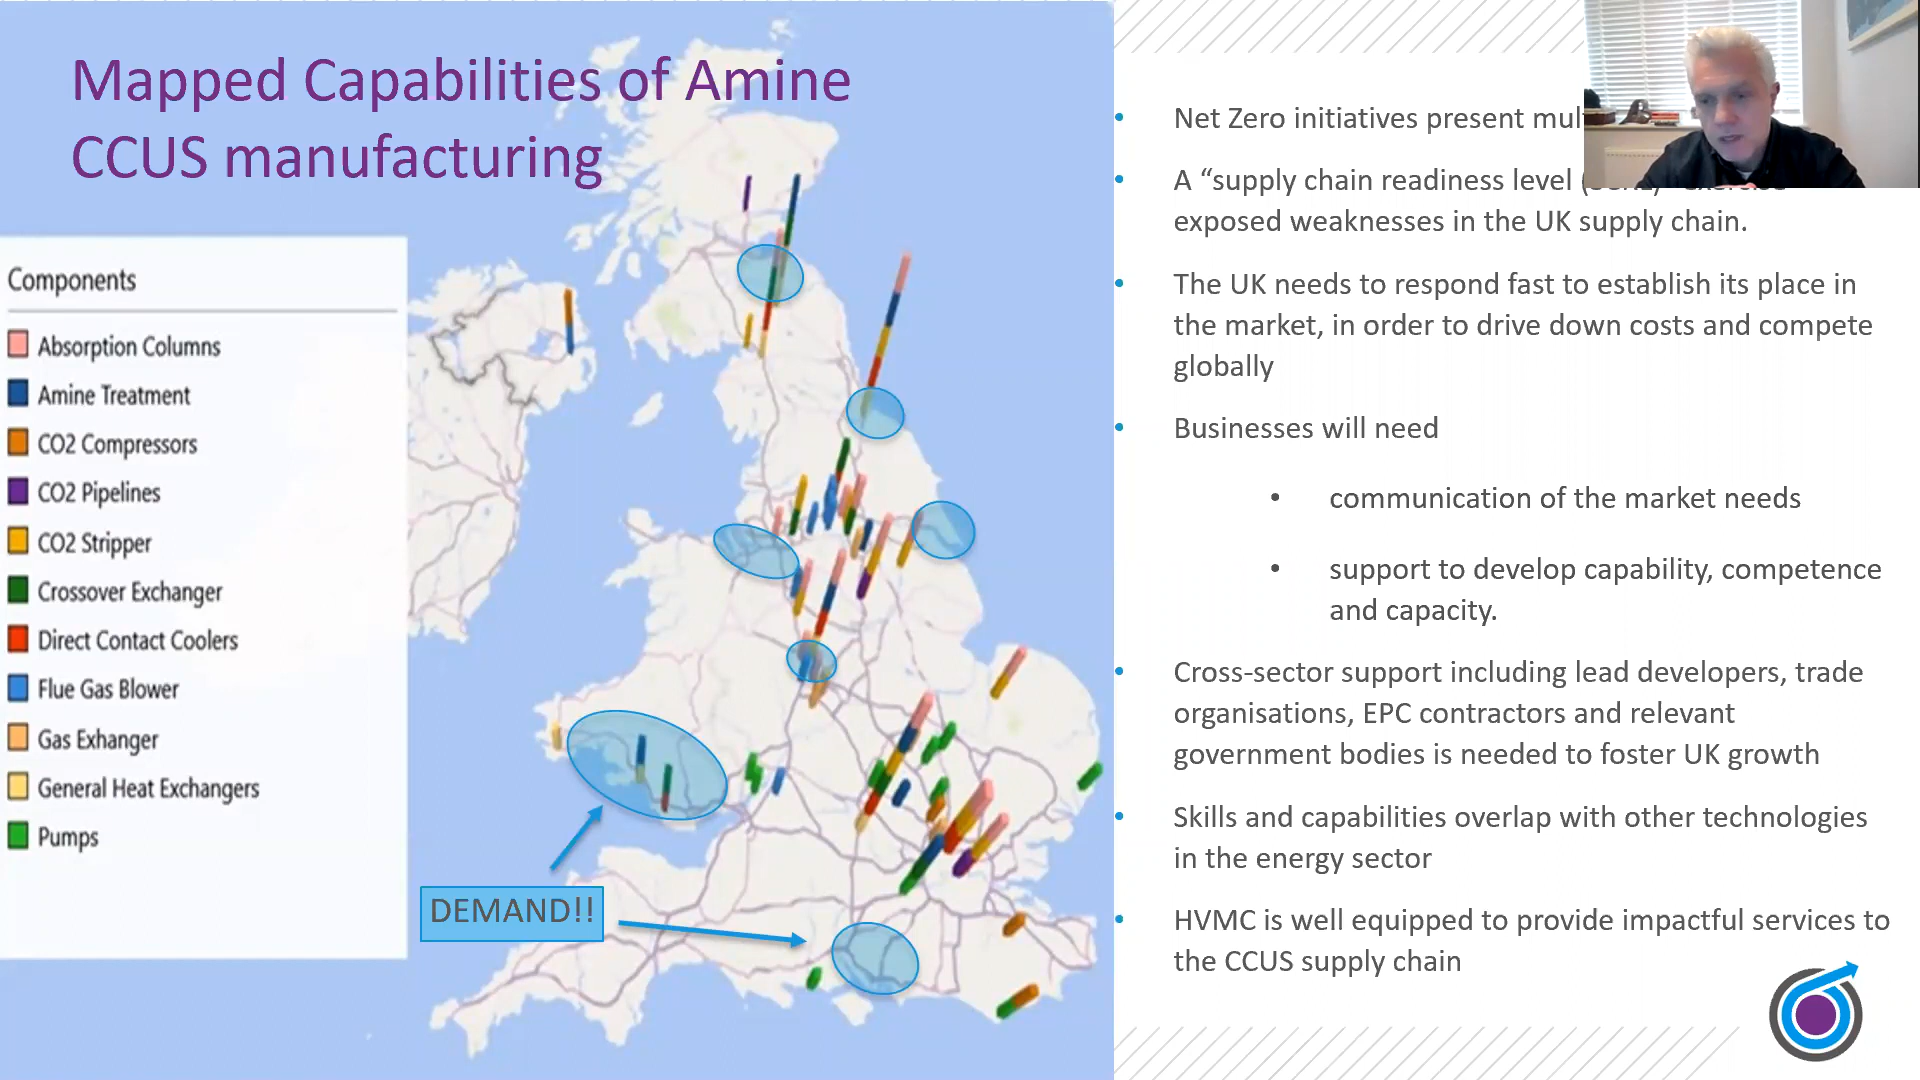 Mapped Capabilities of Amine
CCUS manufacturing
Components
Absorption Columns
Amine Treatment
CO2 Compressors
CO2 Pipelines
CO2 Stripper
Crossover Exchanger
Direct Contact Coolers
Flue Gas Blower
Gas Exhanger
General Heat Exchangers
Pumps
DEMAND!!
• Net Zero initiatives present
• A “supply chain readiness level
exposed weaknesses in the UK supply chain.
• The UK needs to respond fast to establish its place in
the market, in order to drive down costs and compete
globally
• Businesses will need
• communication of the market needs
• support to develop capability, competence
and capacity.
• Cross-sector support including lead developers, trade
organisations, EPC contractors and relevant
government bodies is needed to foster UK growth
• Skills and capabilities overlap with other technologies
in the energy sector
• HVMC is well equipped to provide impactful services to
the CCUS supply chain